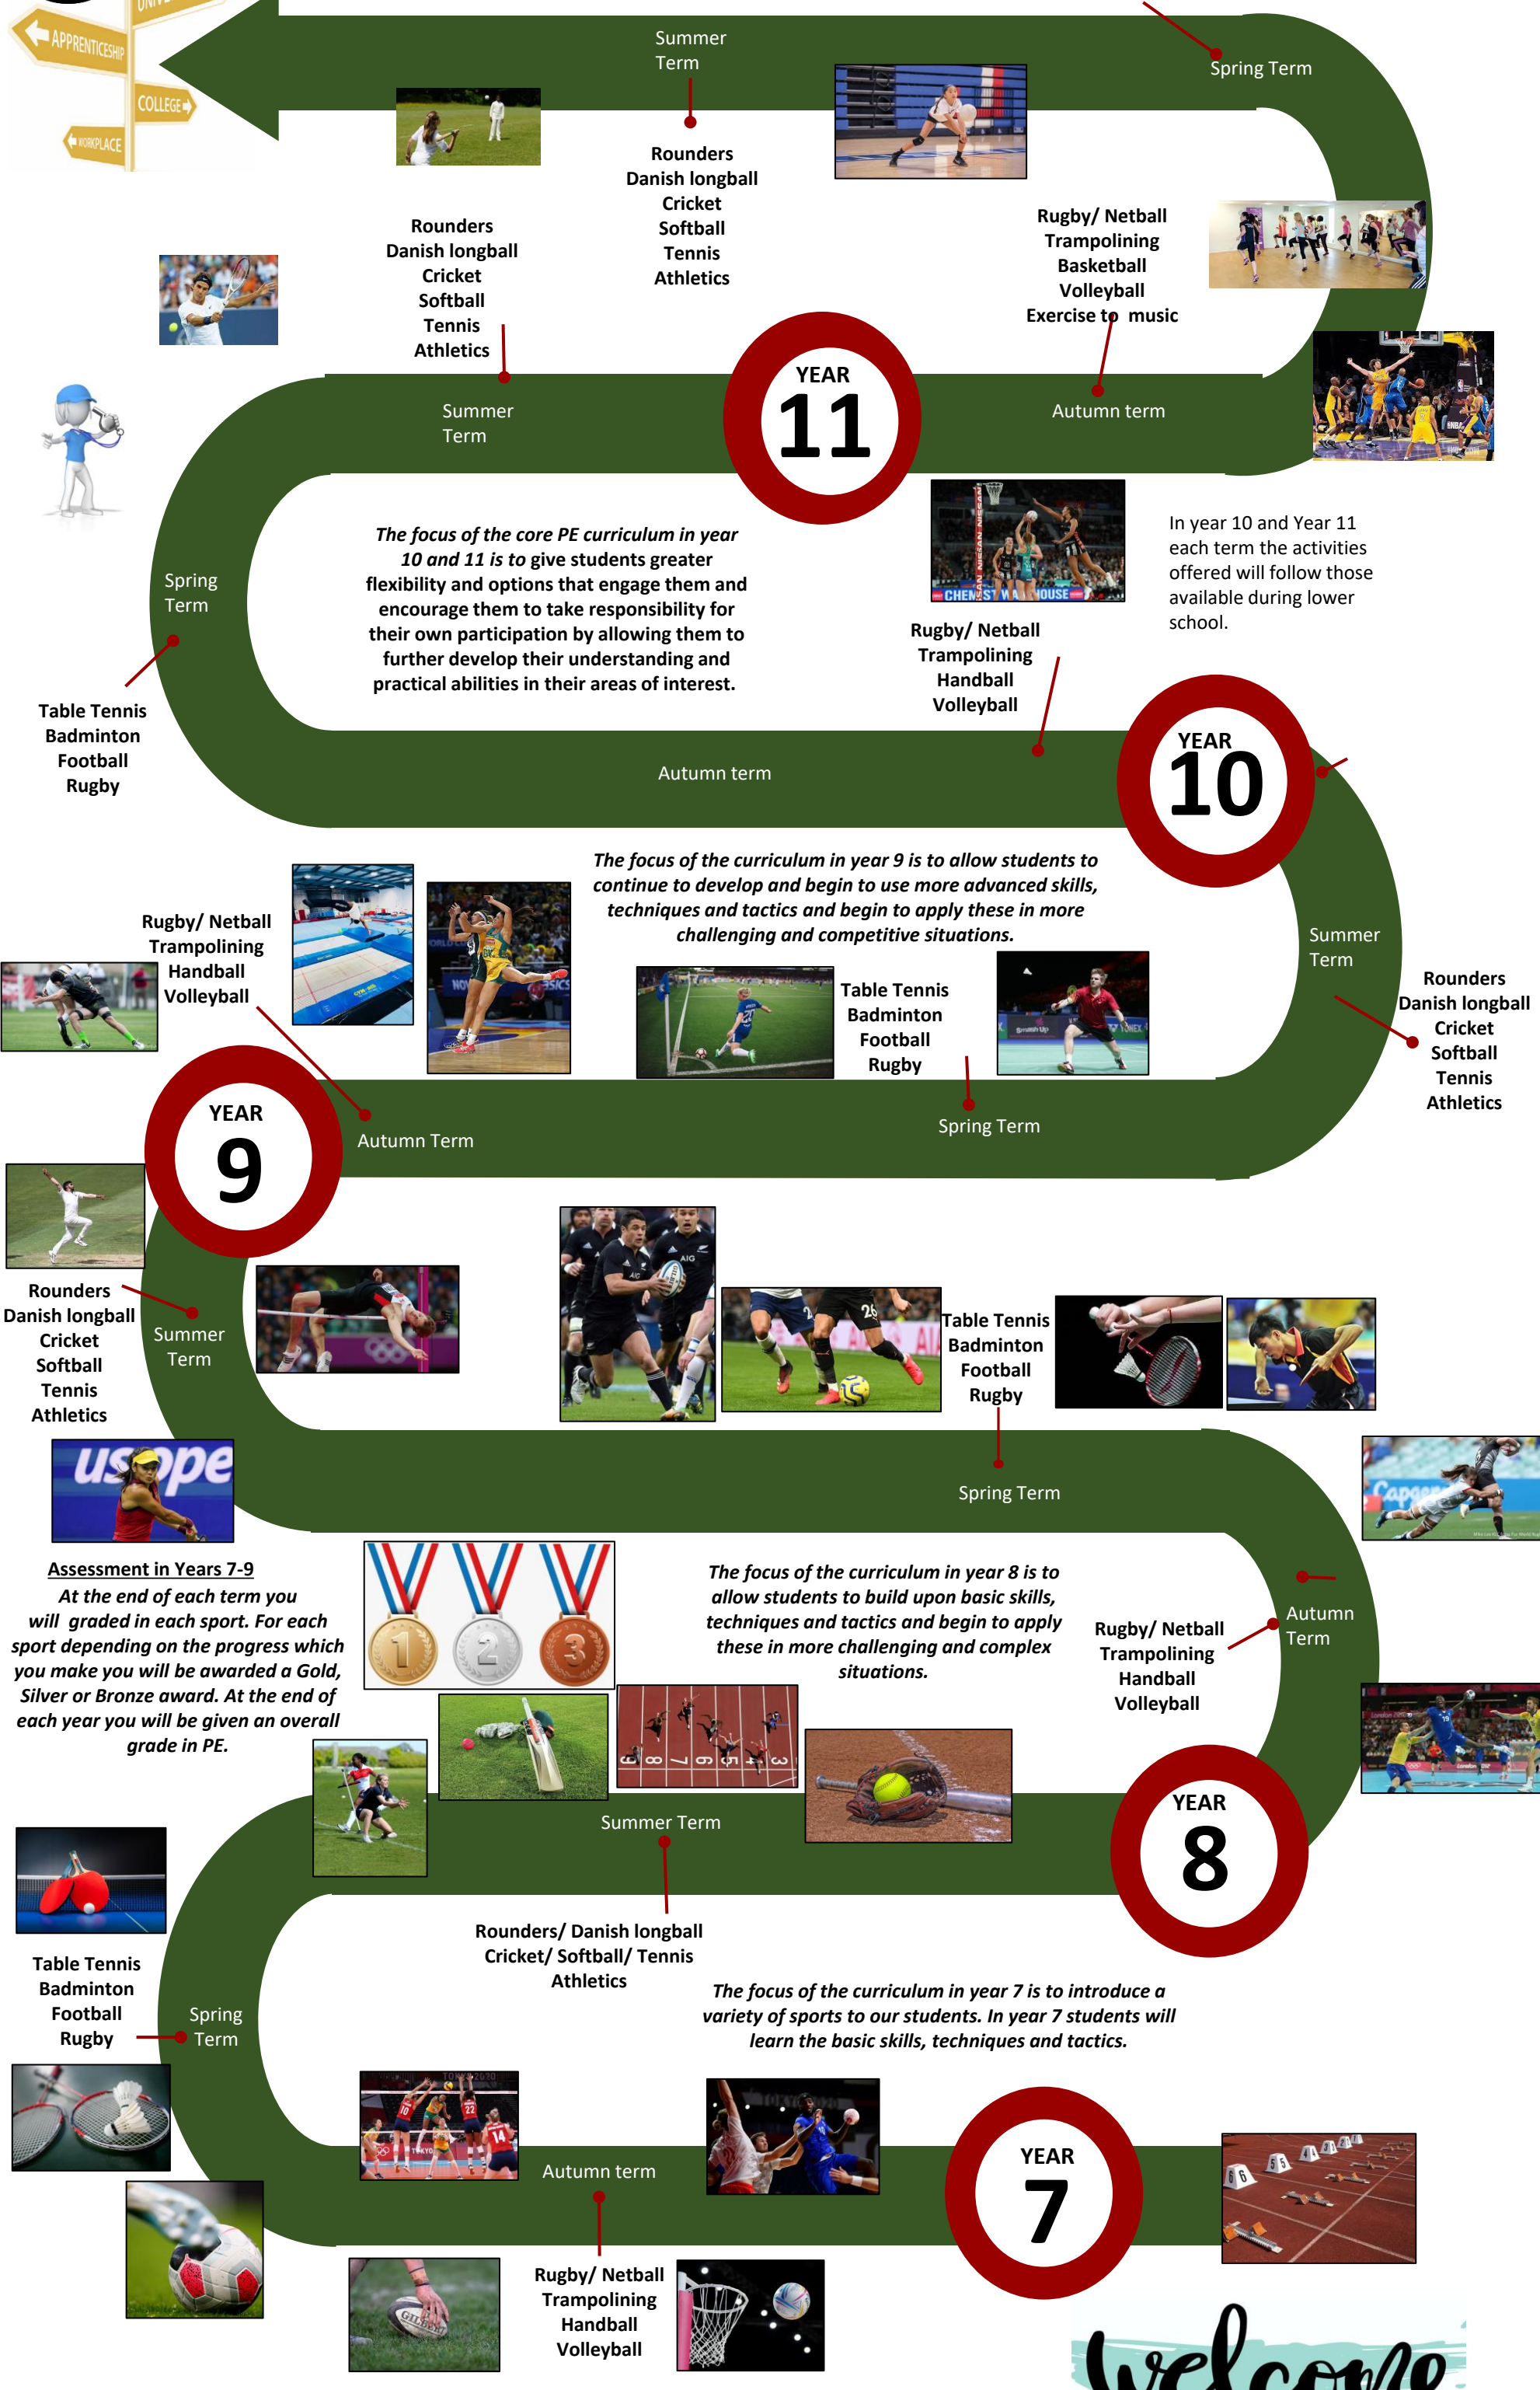 APPRENTICESHIP
COLLEGE
WORKPLACE
Summer
Term
Spring Term
Rounders
Danish longball
Cricket
Softball
Tennis
Athletics
Rounders
Danish longball
Cricket
Softball
Tennis
Athletics
Rugby/ Netball
Trampolining
Basketball
Volleyball
Exercise to  music
YEAR
11
Summer
Term
Autumn term
The focus of the core PE curriculum in year
10 and 11 is to give students greater
flexibility and options that engage them and
encourage them to take responsibility for
their own participation by allowing them to
further develop their understanding and
practical abilities in their areas of interest.
In year 10 and Year 11
each term the activities
offered will follow those
available during lower
school.
Spring
Term
Table Tennis
Badminton
Football
Rugby
Rugby/ Netball
Trampolining
Handball
Volleyball
YEAR
10
Autumn term
The focus of the curriculum in year 9 is to allow students to
continue to develop and begin to use more advanced skills,
techniques and tactics and begin to apply these in more
challenging and competitive situations.
Rugby/ Netball
Trampolining
Handball
Volleyball
Table Tennis
Badminton
Football
Rugby
Summer
Term
Rounders
Danish longball
Cricket
Softball
Tennis
Athletics
YEAR
9
Autumn Term
Spring Term
Rounders
Danish longball
Cricket
Softball
Tennis
Athletics
Summer
Term
AIG
AIG
26
Table Tennis
Badminton
Football
Rugby
Spring Term
usope
Assessment in Years 7-9
At the end of each term you
will  graded in each sport. For each
sport depending on the progress which
you make you will be awarded a Gold,
Silver or Bronze award. At the end of
each year you will be given an overall
grade in PE.
1 2 3
The focus of the curriculum in year 8 is to
allow students to build upon basic skills,
techniques and tactics and begin to apply
these in more challenging and complex
situations.
Rugby/ Netball
Trampolining
Handball
Volleyball
Autumn
Term
YEAR
8
Summer Term
Rounders/ Danish longball
Cricket/ Softball/ Tennis
Athletics
Table Tennis
Badminton
Football
Rugby
Spring
Term
The focus of the curriculum in year 7 is to introduce a
variety of sports to our students. In year 7 students will
learn the basic skills, techniques and tactics.
YEAR
7
Autumn term
Rugby/ Netball
Trampolining
Handball
Volleyball
GILBERT
welcome